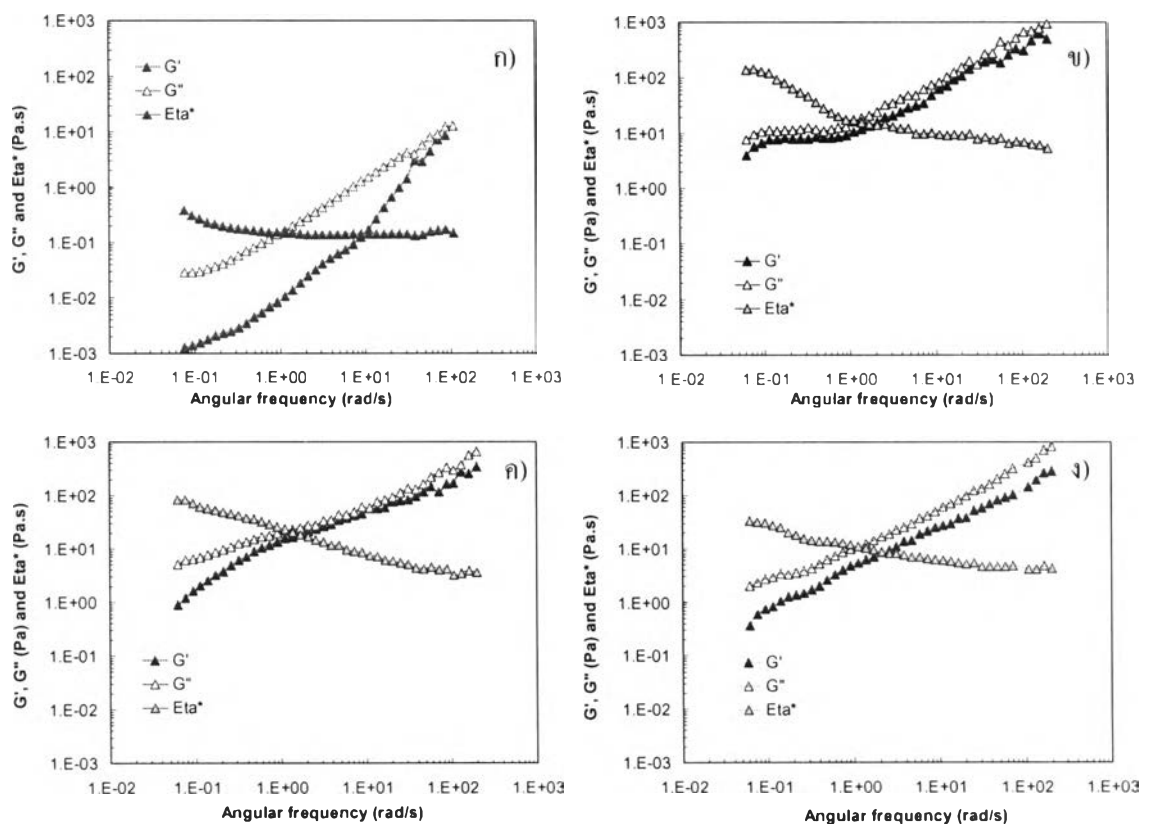 ก)
G'
G"
Eta*
G', G" and Eta* (Pa.s)
1.E+03
1.E+02
1.E+01
1.E+00
1.E-01
1.E-02
1.E-03
1.E-02 1.E-01 1.E+00 1.E+01 1.E+02 1.E+03
Angular frequency (rad/s)
ข)
G'
G"
Eta*
G', G" (Pa) and Eta* (Pa.s)
1.E+03
1.E+02
1.E+01
1.E+00
1.E-01
1.E-02
1.E-03
1.E-02 1.E-01 1.E+00 1.E+01 1.E+02 1.E+03
Angular frequency (rad/s)
ค)
G'
G"
Eta*
G', G" (Pa) and Eta* (Pa.s)
1.E+03
1.E+02
1.E+01
1.E+00
1.E-01
1.E-02
1.E-03
1.E-02 1.E-01 1.E+00 1.E+01 1.E+02 1.E+03
Angular frequency (rad/s)
ง)
G'
G"
Eta*
G', G" (Pa) and Eta* (Pa.s)
1.E+03
1.E+02
1.E+01
1.E+00
1.E-01
1.E-02
1.E-03
1.E-02 1.E-01 1.E+00 1.E+01 1.E+02 1.E+03
Angular frequency (rad/s)